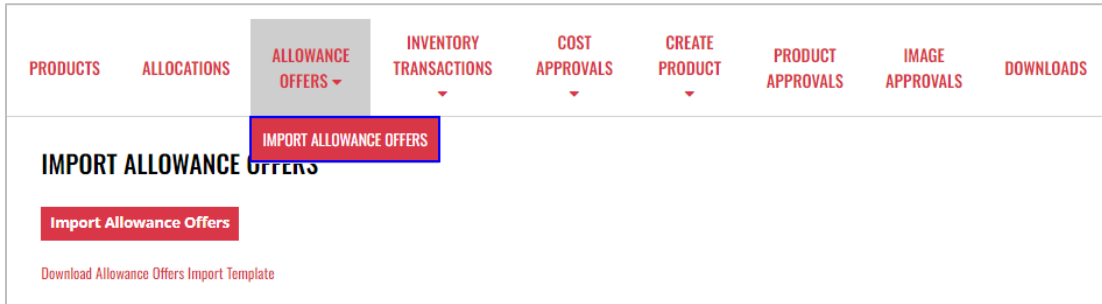 PRODUCTS
ALLOCATIONS
ALLOWANCE
OFFERS
INVENTORY
TRANSACTIONS
COST
APPROVALS
CREATE
PRODUCT
PRODUCT
APPROVALS
IMAGE
APPROVALS
DOWNLOADS
IMPORT ALLOWANCE OFFERS
IMPORT ALLOWANCE OFFERS
Import Allowance Offers
Download Allowance Offers Import Template